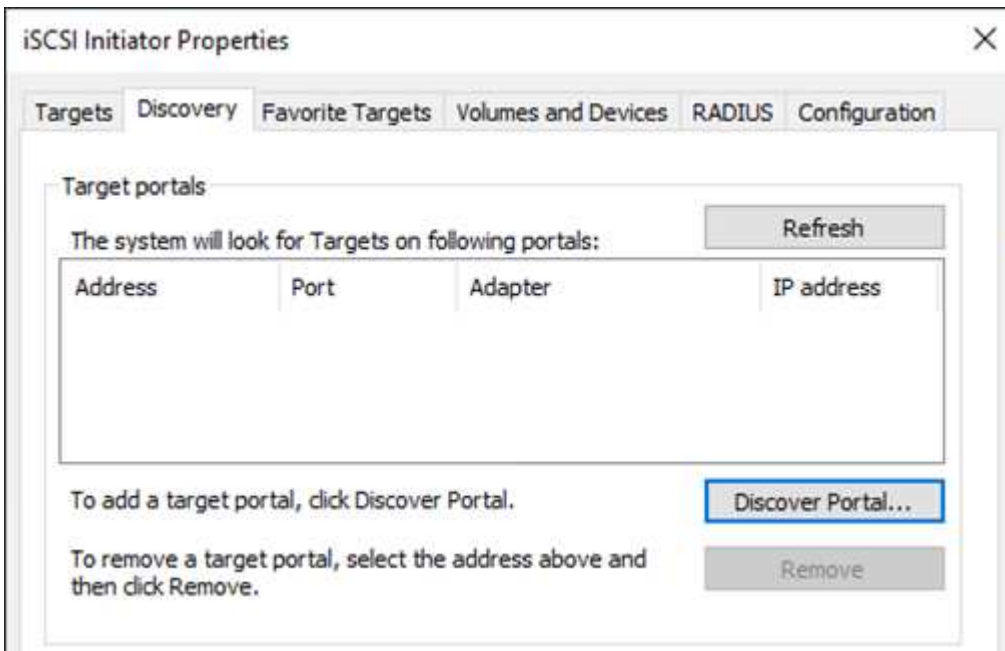 iSCSI Initiator Properties
Targets Discovery Favorite Targets Volumes and Devices RADIUS Configuration
Target portals
The system will look for Targets on following portals:
Refresh
Address Port Adapter IP address
To add a target portal, click Discover Portal.
Discover Portal...
To remove a target portal, select the address above and
then click Remove.
Remove